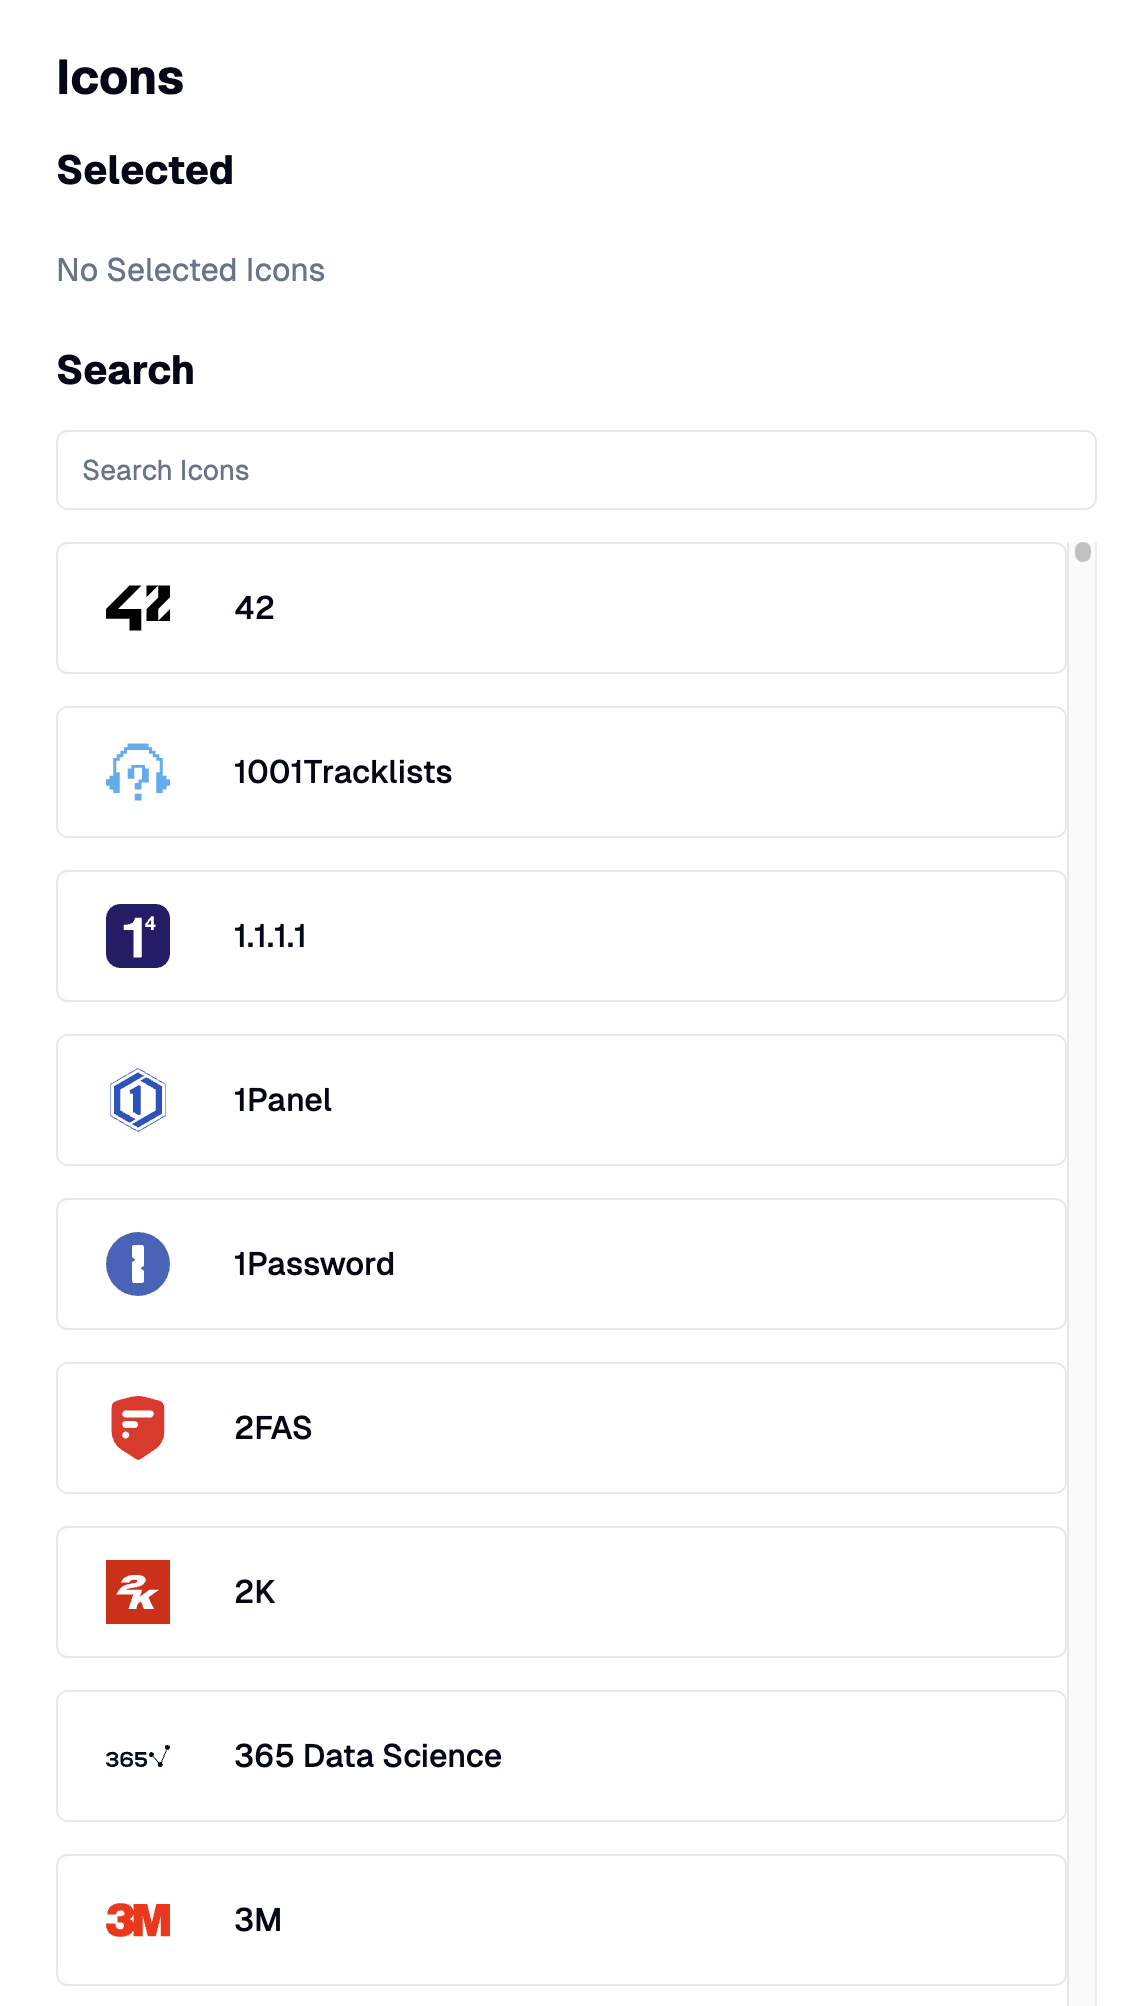 Icons
Selected
No Selected Icons
Search
Search Icons
42 42
1001Tracklists
1⁴ 1.1.1.1
1 1Panel
1Password
2FAS
2K 2K
365 365 Data Science
3M 3M